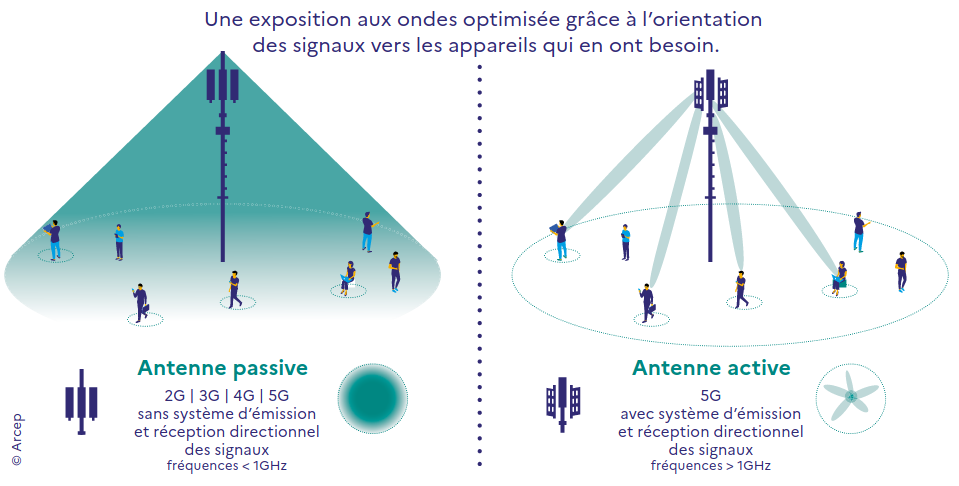 Une exposition aux ondes optimisée grâce à l’orientation
des signaux vers les appareils qui en ont besoin.
Antenne passive
2G | 3G | 4G | 5G
sans système d’émission
et réception directionnel
des signaux
fréquences < 1GHz
Antenne active
5G
avec système d’émission
et réception directionnel
des signaux
fréquences > 1GHz
© Arcep